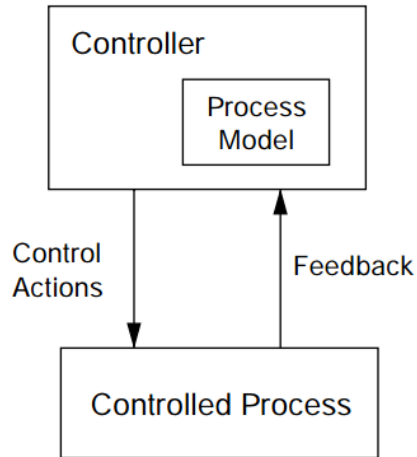 Controller
Process
Model
Control
Actions
Feedback
Controlled Process